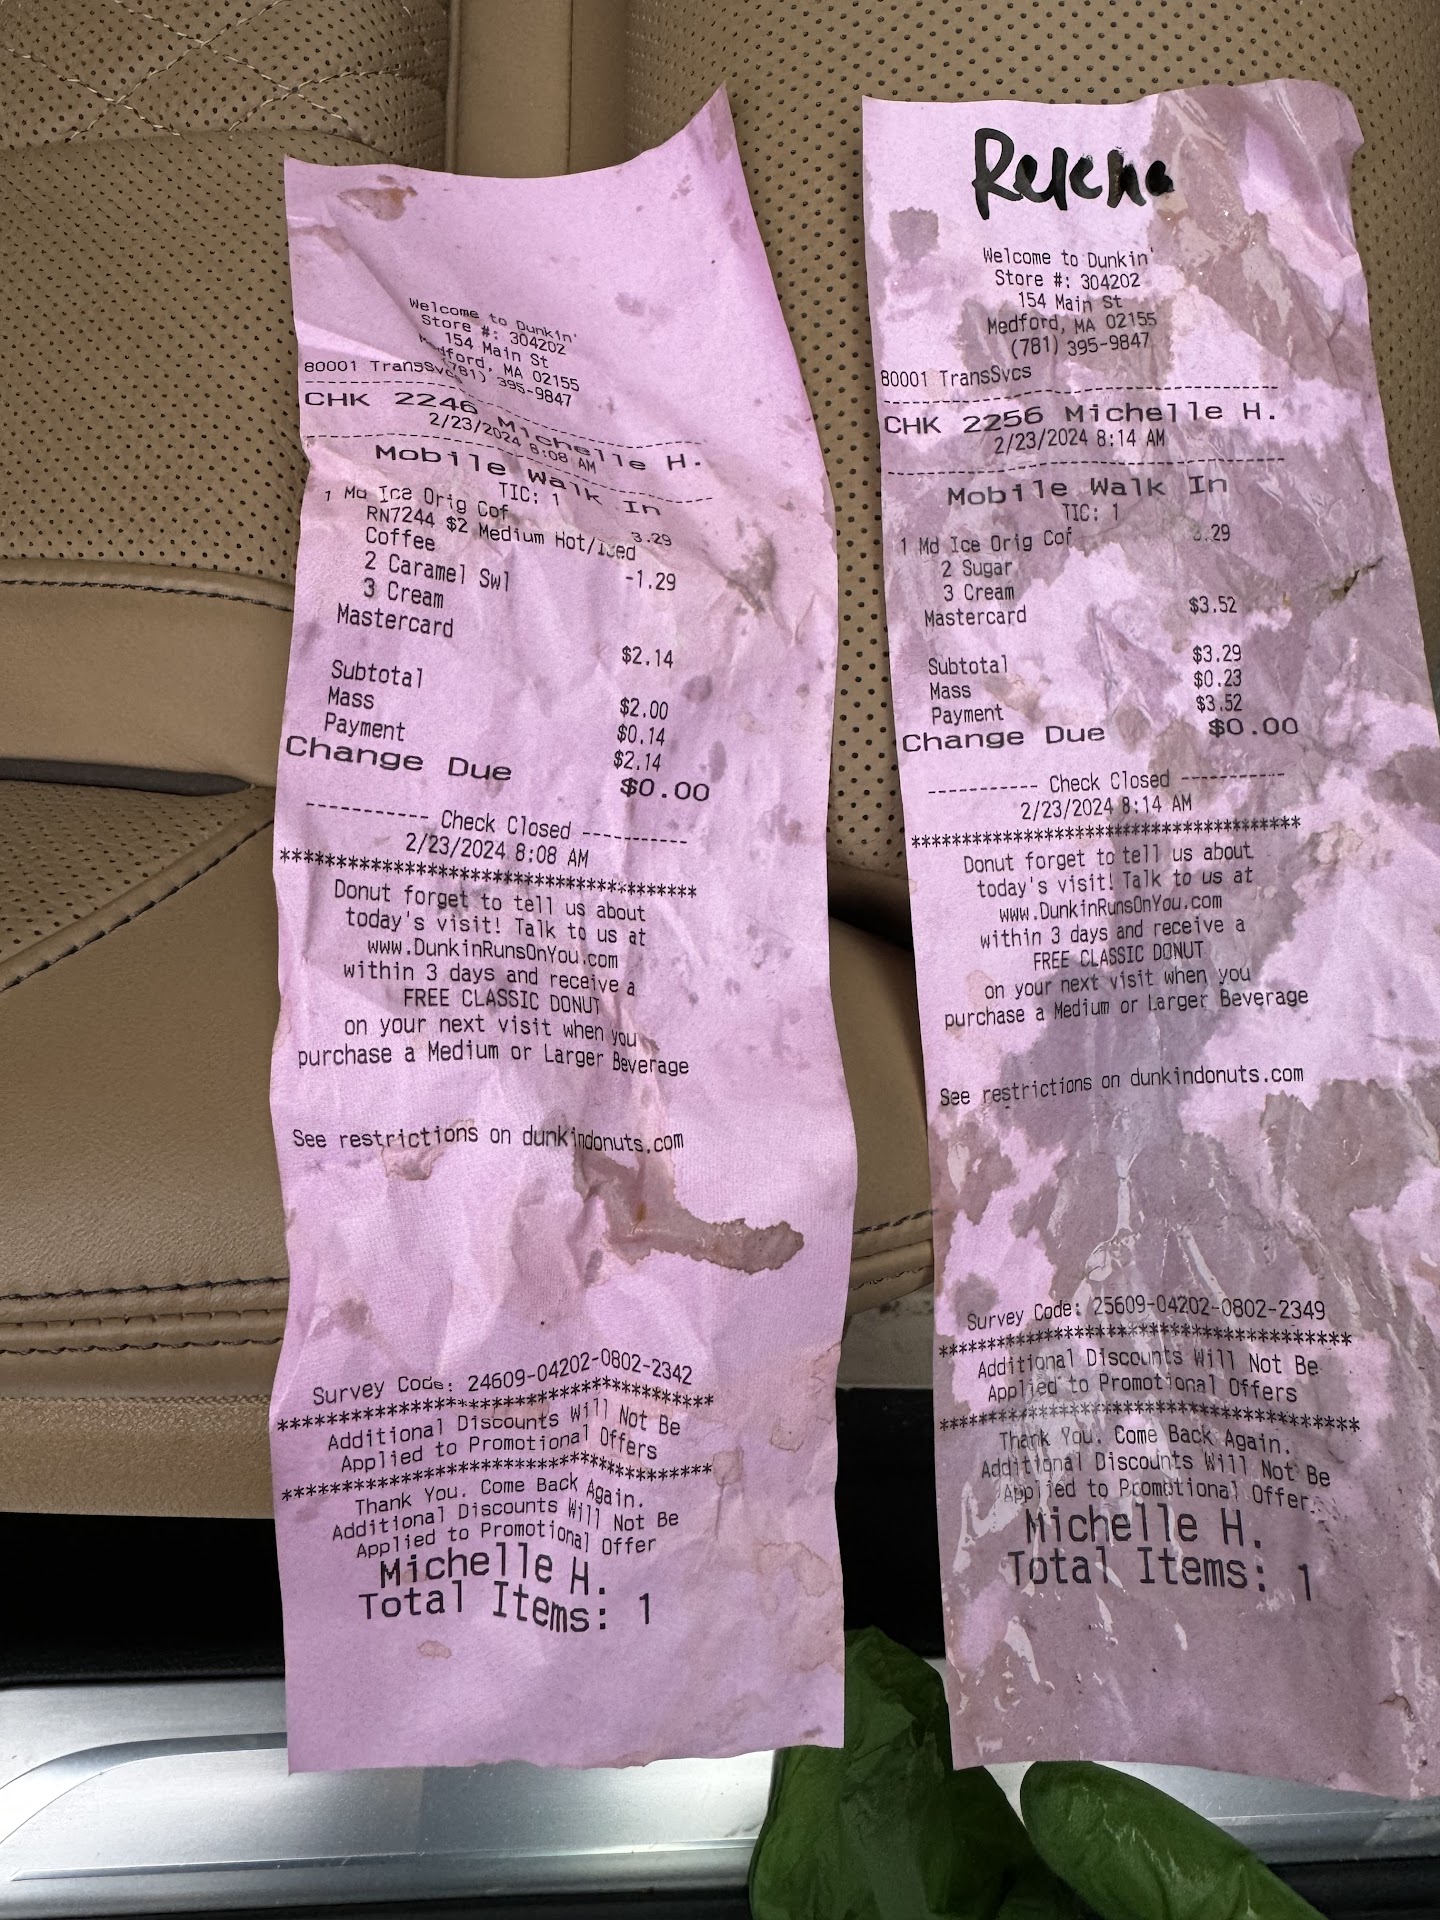 Welcome to Dunkin'
Store #: 304202
154 Main St
Medford, MA 02155
(781) 395-9847
80001 TransSvcs
CHK 2246 Michelle H.
2/23/2024 8:08 AM
Mobile Walk In
TIC: 1
1 Md Ice Orig Cof 3.29
RN7244 $2 Medium Hot/Iced
Coffee -1.29
2 Caramel Swl
3 Cream
Mastercard $2.14
Subtotal $2.00
Mass $0.14
Payment $2.14
Change Due $0.00
---------- Check Closed ----------
2/23/2024 8:08 AM
*************************************
Donut forget to tell us about
today's visit! Talk to us at
www.DunkinRunsOnYou.com
within 3 days and receive a
FREE CLASSIC DONUT
on your next visit when you
purchase a Medium or Larger Beverage
See restrictions on dunkindonuts.com
Survey Code: 24609-04202-0802-2342
*************************************
Additional Discounts Will Not Be
Applied to Promotional Offers
*************************************
Thank You. Come Back Again.
Additional Discounts Will Not Be
Applied to Promotional Offer
Michelle H.
Total Items: 1
Welcome to Dunkin'
Store #: 304202
154 Main St
Medford, MA 02155
(781) 395-9847
80001 TransSvcs
CHK 2256 Michelle H.
2/23/2024 8:14 AM
Mobile Walk In
TIC: 1
1 Md Ice Orig Cof 3.29
2 Sugar
3 Cream
Mastercard $3.52
Subtotal $3.29
Mass $0.23
Payment $3.52
Change Due $0.00
---------- Check Closed ----------
2/23/2024 8:14 AM
*************************************
Donut forget to tell us about
today's visit! Talk to us at
www.DunkinRunsOnYou.com
within 3 days and receive a
FREE CLASSIC DONUT
on your next visit when you
purchase a Medium or Larger Beverage
See restrictions on dunkindonuts.com
Survey Code: 25609-04202-0802-2349
*************************************
Additional Discounts Will Not Be
Applied to Promotional Offers
*************************************
Thank You. Come Back Again.
Additional Discounts Will Not Be
Applied to Promotional Offer
Michelle H.
Total Items: 1